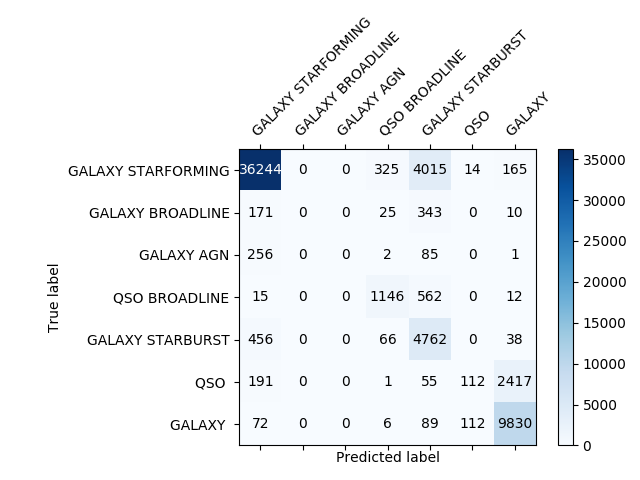 GALAXY STARFORMING
GALAXY BROADLINE
GALAXY AGN
QSO BROADLINE
GALAXY STARBURST
QSO
GALAXY
GALAXY STARFORMING 36244 0 0 325 4015 14 165
GALAXY BROADLINE 171 0 0 25 343 0 10
GALAXY AGN 256 0 0 2 85 0 1
QSO BROADLINE 15 0 0 1146 562 0 12
GALAXY STARBURST 456 0 0 66 4762 0 38
QSO 191 0 0 1 55 112 2417
GALAXY 72 0 0 6 89 112 9830
True label
Predicted label
35000
30000
25000
20000
15000
10000
5000
0